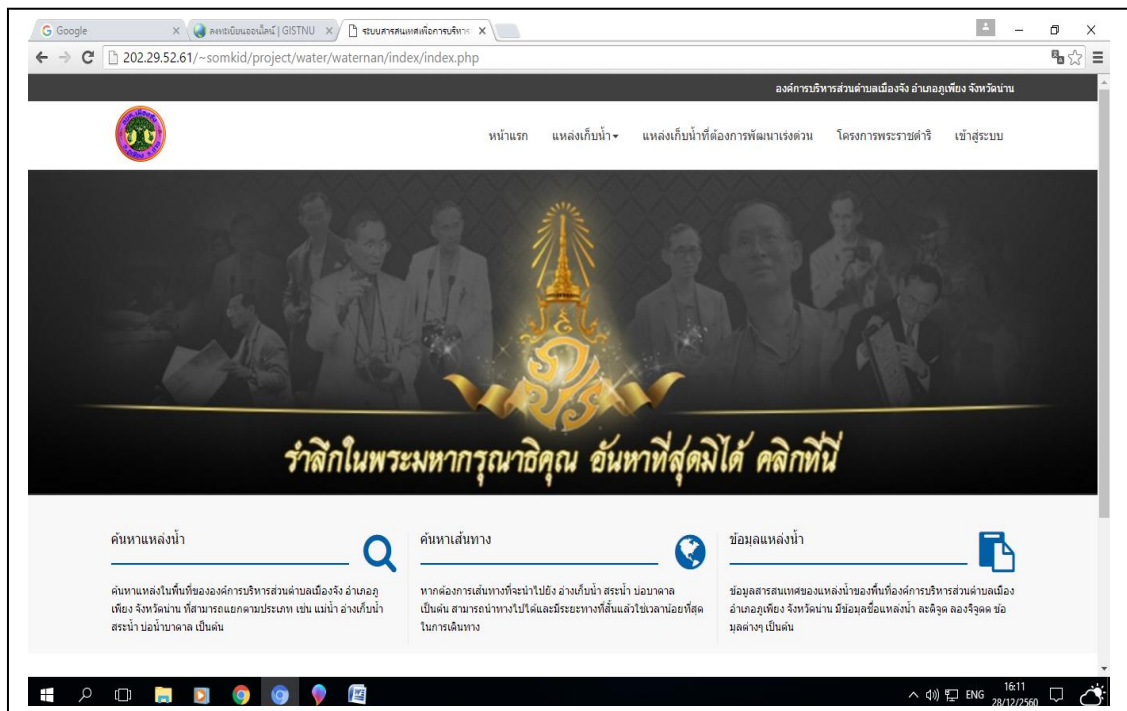 Google
ลงทะเบียนออนไลน์ | GISTNU
ระบบสารสนเทศเพื่อการบริหาร
202.29.52.61/~somkid/project/water/waternan/index/index.php
องค์การบริหารส่วนตำบลเมืองจัง อำเภอภูเพียง จังหวัดน่าน
หน้าแรก แหล่งเก็บน้ำ แหล่งเก็บน้ำที่ต้องการพัฒนาเร่งด่วน โครงการพระราชดำริ เข้าสู่ระบบ
รำลึกในพระมหากรุณาธิคุณ อันหาที่สุดมิได้ คลิกที่นี่
ค้นหาแหล่งน้ำ
ค้นหาแหล่งในพื้นที่ขององค์การบริหารส่วนตำบลเมืองจัง อำเภอภู
เพียง จังหวัดน่าน ที่สามารถแยกตามประเภท เช่น แม่น้ำ อ่างเก็บน้ำ
สระน้ำ บ่อน้ำบาดาล เป็นต้น
ค้นหาเส้นทาง
หากต้องการเส้นทางที่จะนำไปยัง อ่างเก็บน้ำ สระน้ำ บ่อบาดาล
เป็นต้น สามารถนำทางไปได้และมีระยะทางที่สั้นแล้วใช้เวลาน้อยที่สุด
ในการเดินทาง
ข้อมูลแหล่งน้ำ
ข้อมูลสารสนเทศของแหล่งน้ำของพื้นที่องค์การบริหารส่วนตำบลเมือง
อำเภอภูเพียง จังหวัดน่าน มีข้อมูลชื่อแหล่งน้ำ ละติจูด ลองจิจูดด ข้อ
มูลต่างๆ เป็นต้น
ENG
16:11
28/12/2560